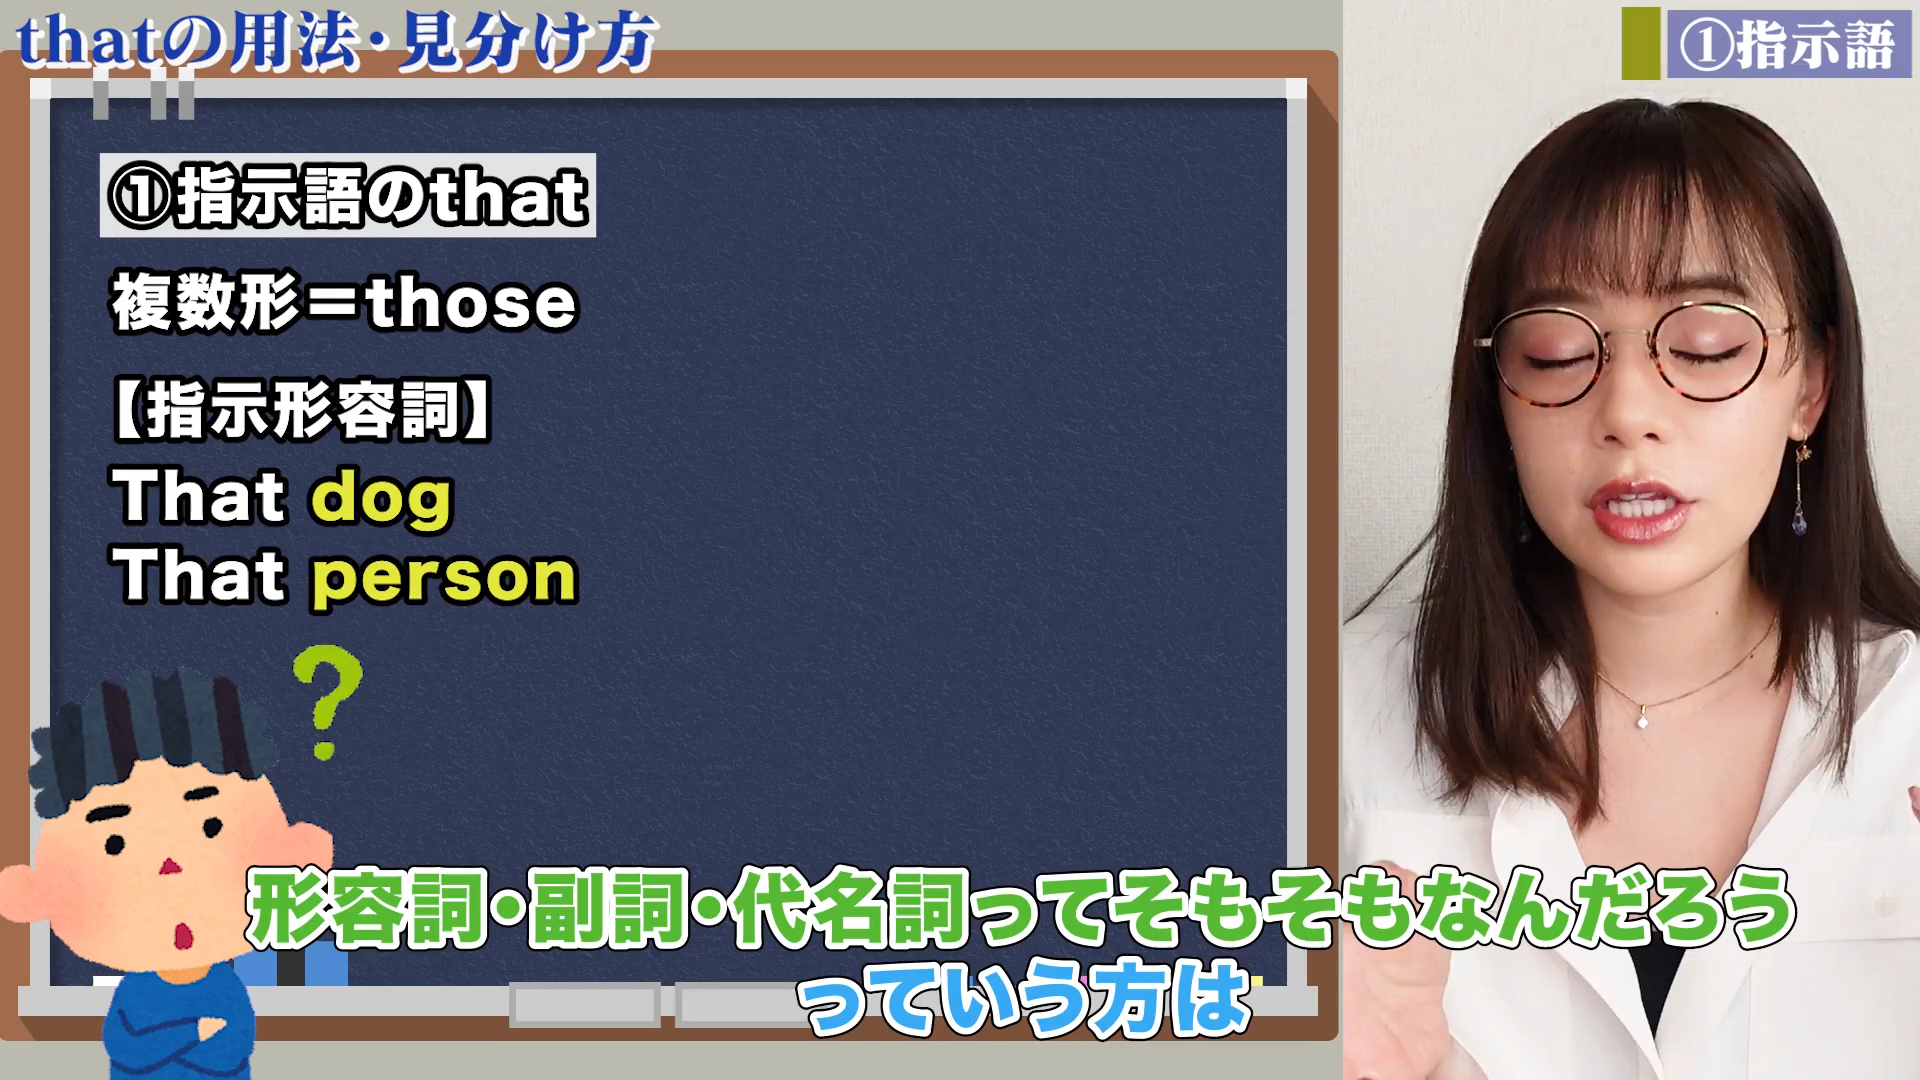 thatの用法・見分け方
①指示語
①指示語のthat
複数形＝those
【指示形容詞】
That dog
That person
?
形容詞・副詞・代名詞ってそもそもなんだろう
っていう方は